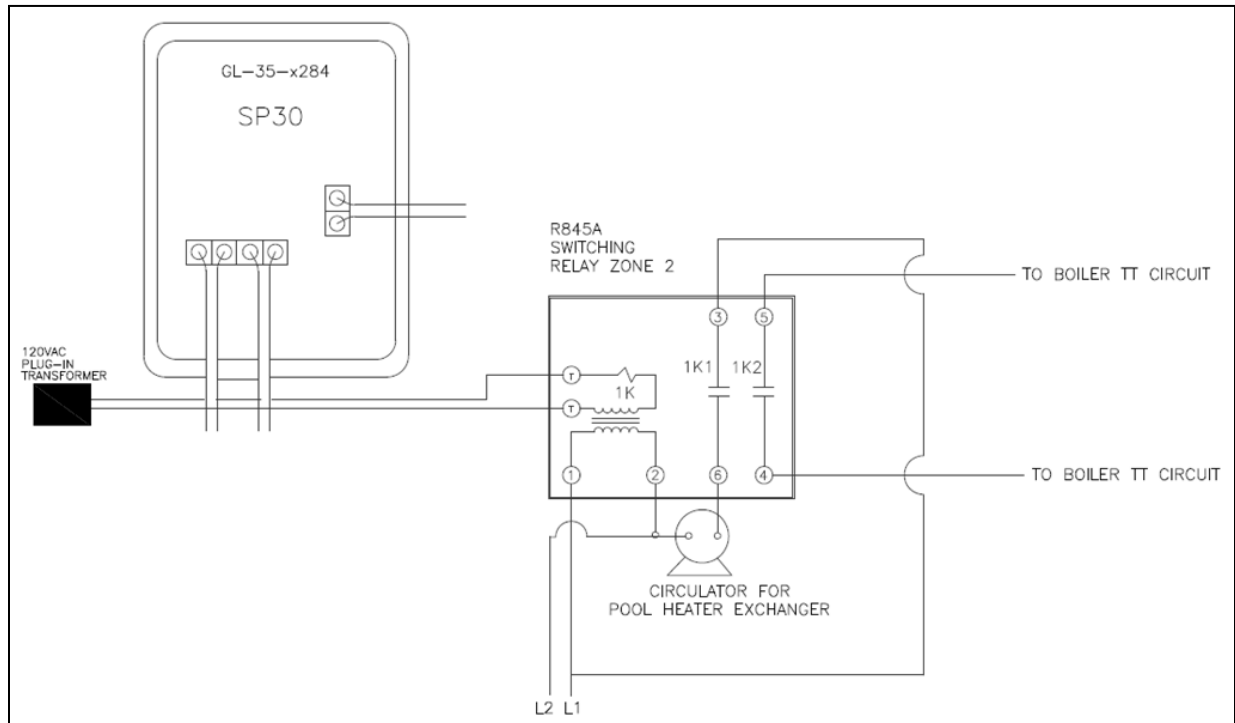 GL-35-x284
SP30
R845A
SWITCHING
RELAY ZONE 2
3
5
TO BOILER TT CIRCUIT
120VAC
PLUG-IN
TRANSFORMER
T
1K
1K1
1K2
T
1
2
6
4
TO BOILER TT CIRCUIT
CIRCULATOR FOR
POOL HEATER EXCHANGER
L2 L1